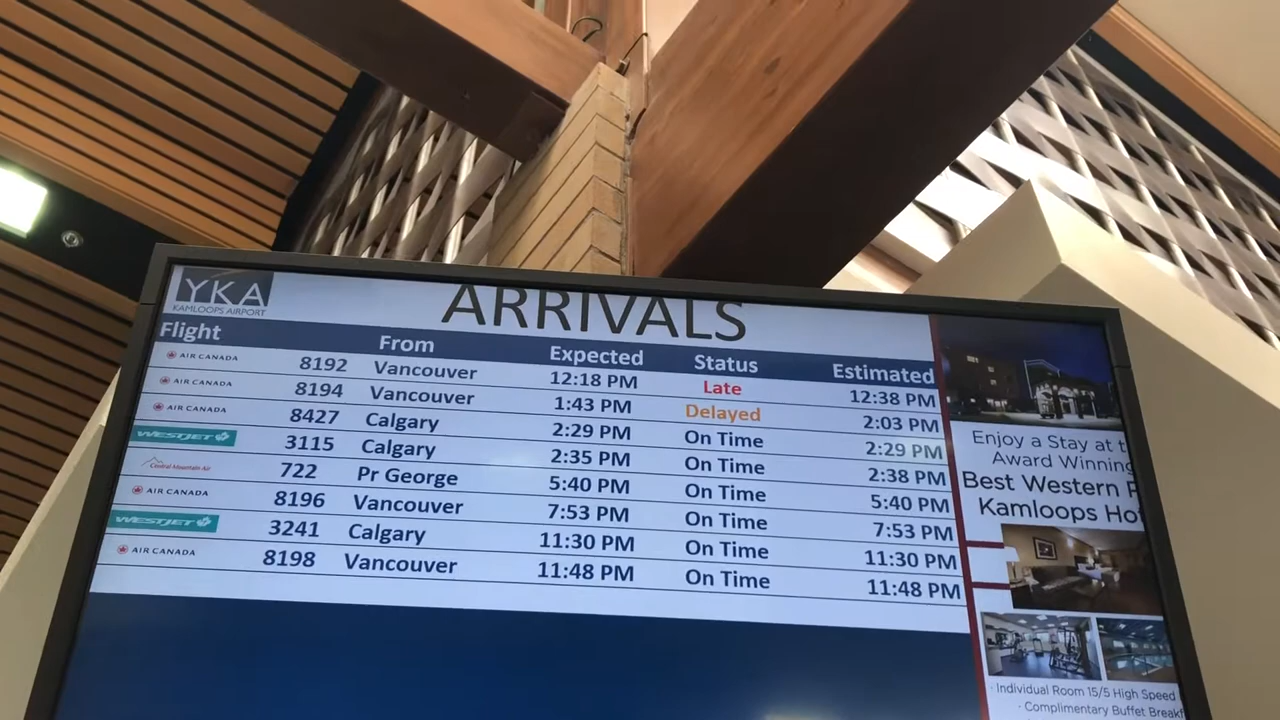 YKA
KAMLOOPS AIRPORT
ARRIVALS
Flight From Expected Status Estimated
AIR CANADA 8192 Vancouver 12:18 PM Late 12:38 PM
AIR CANADA 8194 Vancouver 1:43 PM Delayed 2:03 PM
AIR CANADA 8427 Calgary 2:29 PM On Time 2:29 PM
WESTJET 3115 Calgary 2:35 PM On Time 2:38 PM
Central Mountain Air 722 Pr George 5:40 PM On Time 5:40 PM
AIR CANADA 8196 Vancouver 7:53 PM On Time 7:53 PM
WESTJET 3241 Calgary 11:30 PM On Time 11:30 PM
AIR CANADA 8198 Vancouver 11:48 PM On Time 11:48 PM
Enjoy a Stay at t
Award Winning
Best Western P
Kamloops Ho
· Individual Room 15/5 High Speed
· Complimentary Buffet Breakf